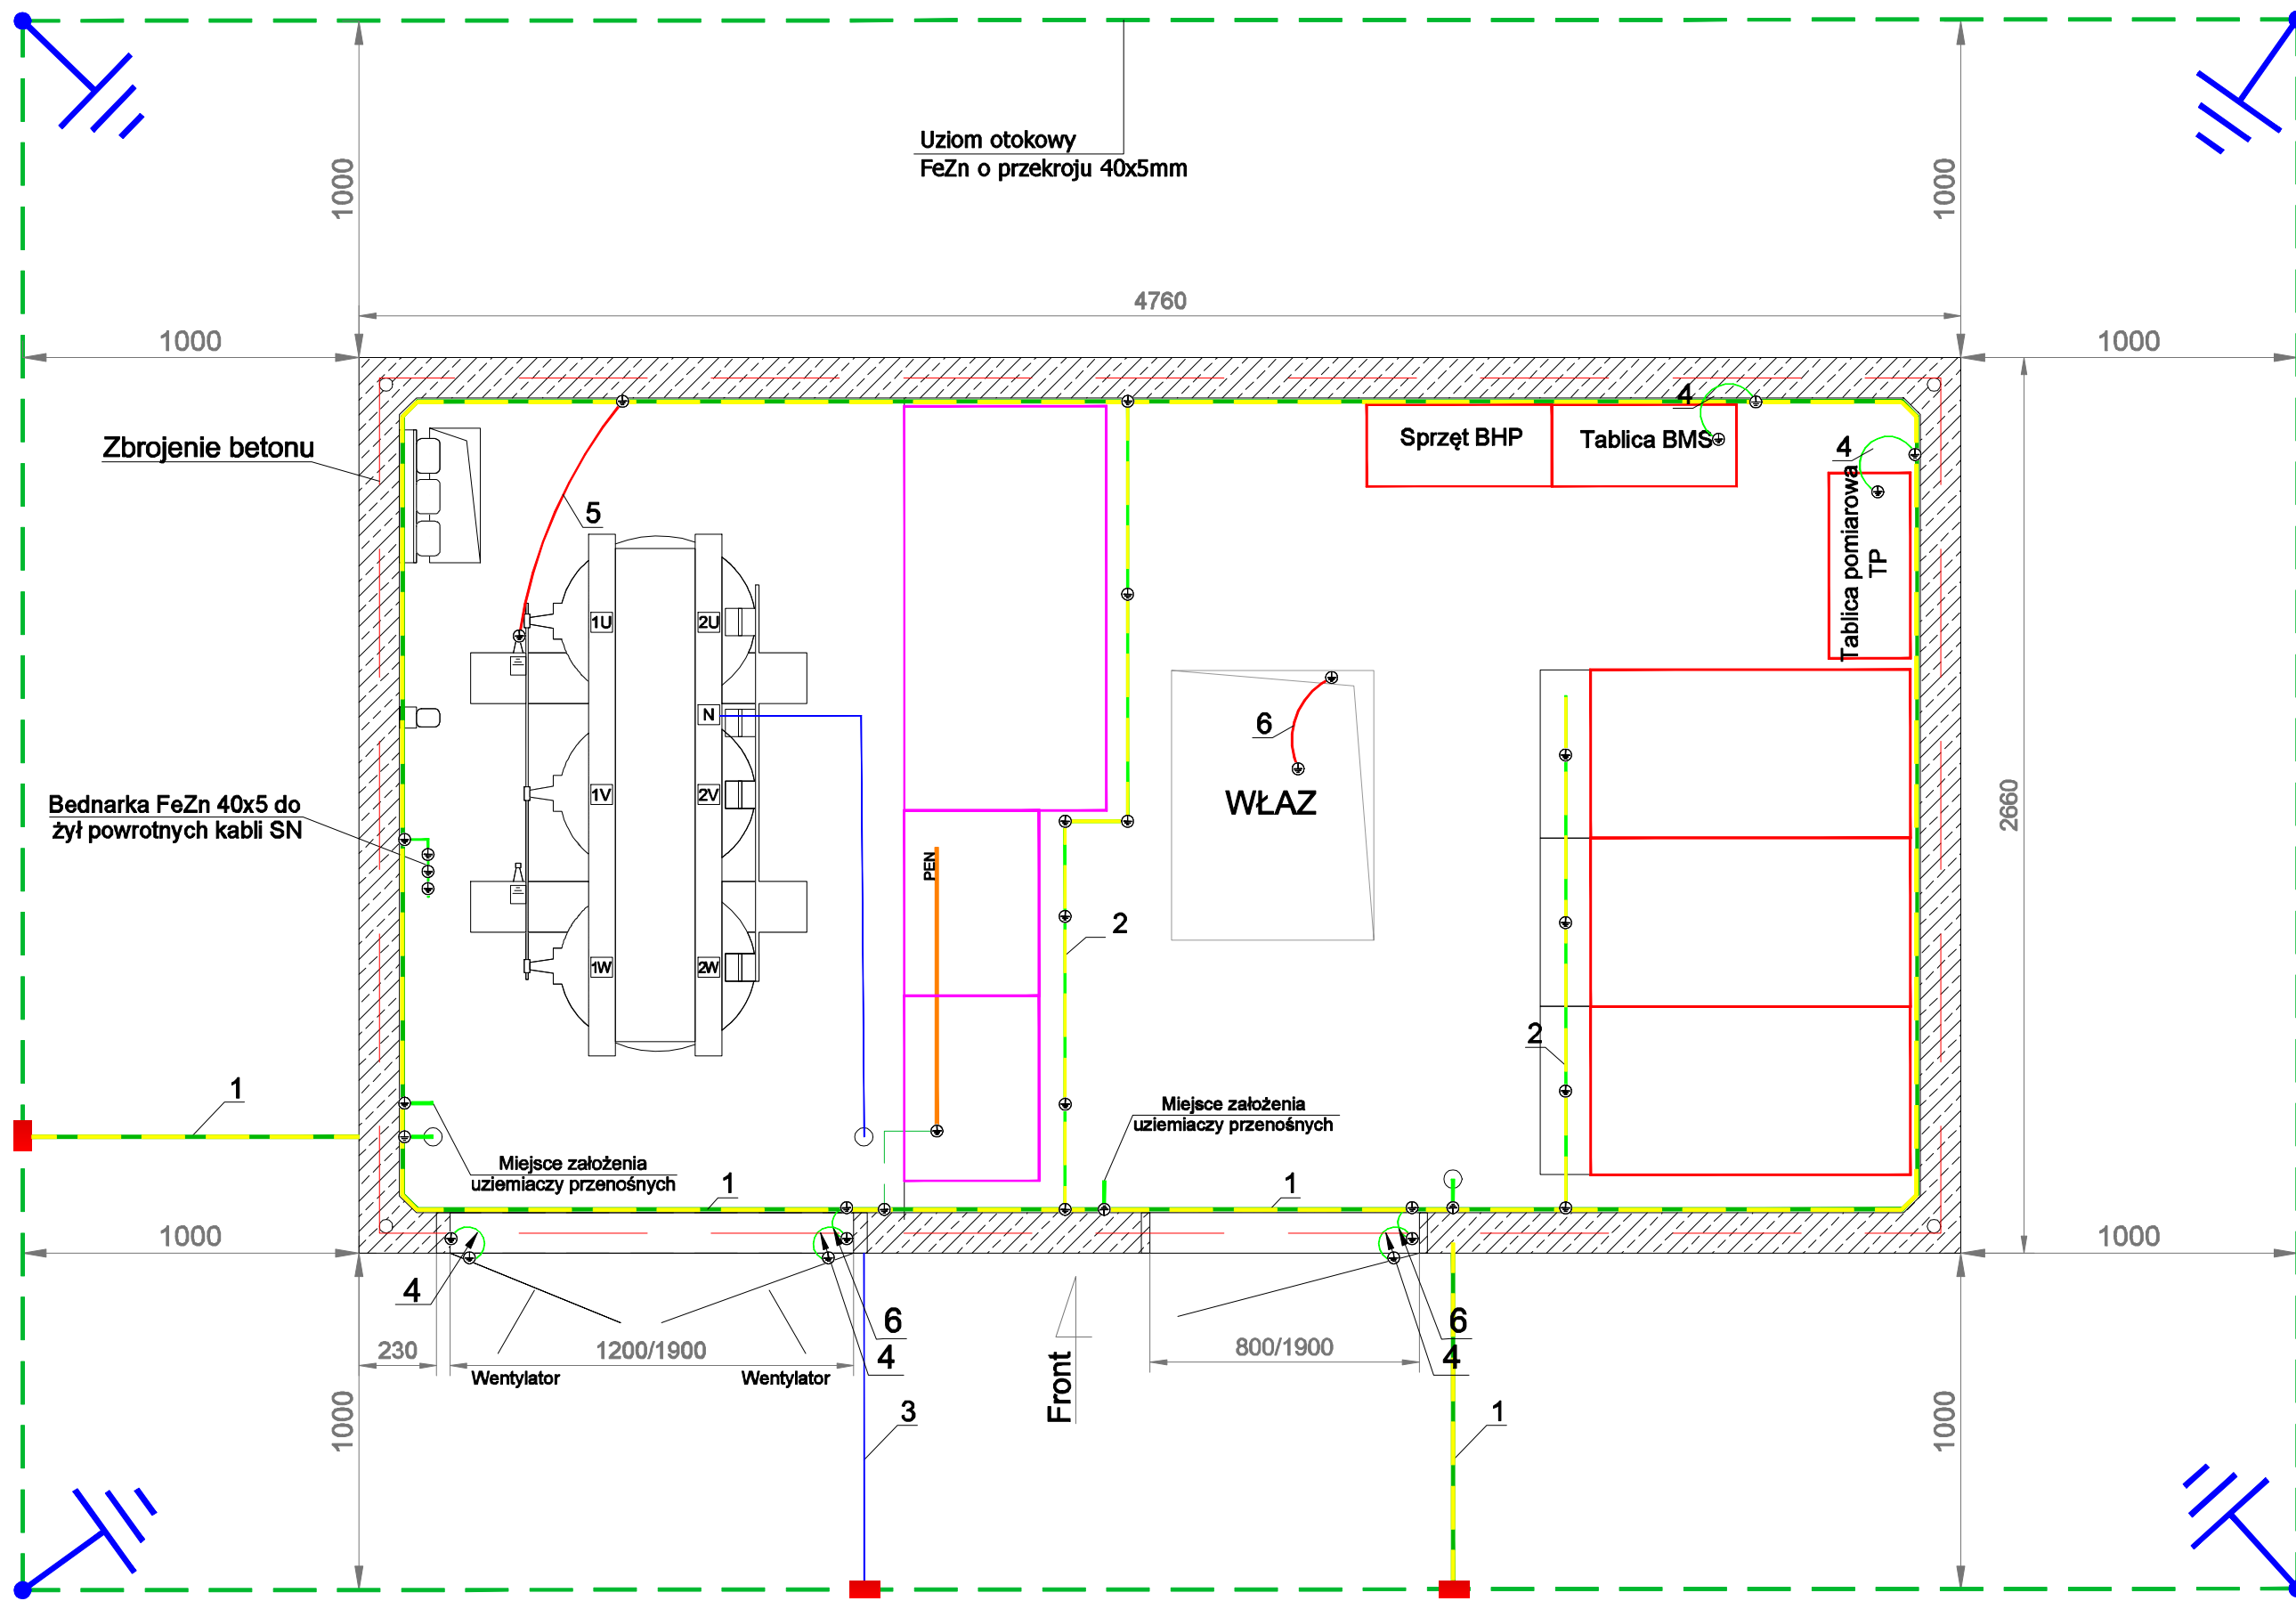 Uziom otokowy
FeZn o przekroju 40x5mm
1000
1000
4760
1000
1000
Zbrojenie betonu
4
Sprzęt BHP
Tablica BMS
4
Tablica pomiarowa
TP
5
1U
2U
N
6
WŁAZ
1V
2V
2660
Bednarka FeZn 40x5 do
żył powrotnych kabli SN
PEN
2
1W
2W
2
1
Miejsce założenia
uziemiaczy przenośnych
Miejsce założenia
uziemiaczy przenośnych
1
1
1000
1000
4
6
4
6
4
230
1200/1900
800/1900
Wentylator
Wentylator
Front
1000
3
1
1000